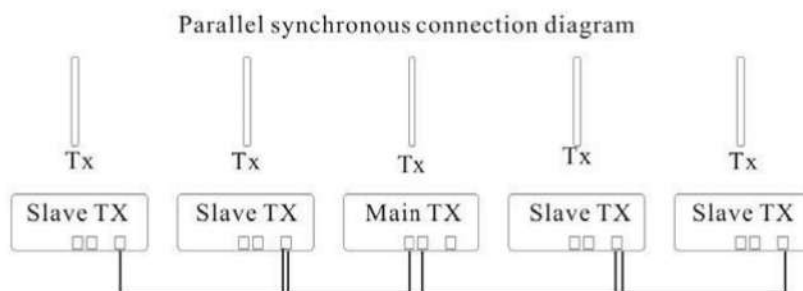 Parallel synchronous connection diagram
Tx Tx Tx Tx Tx
Slave TX Slave TX Main TX Slave TX Slave TX